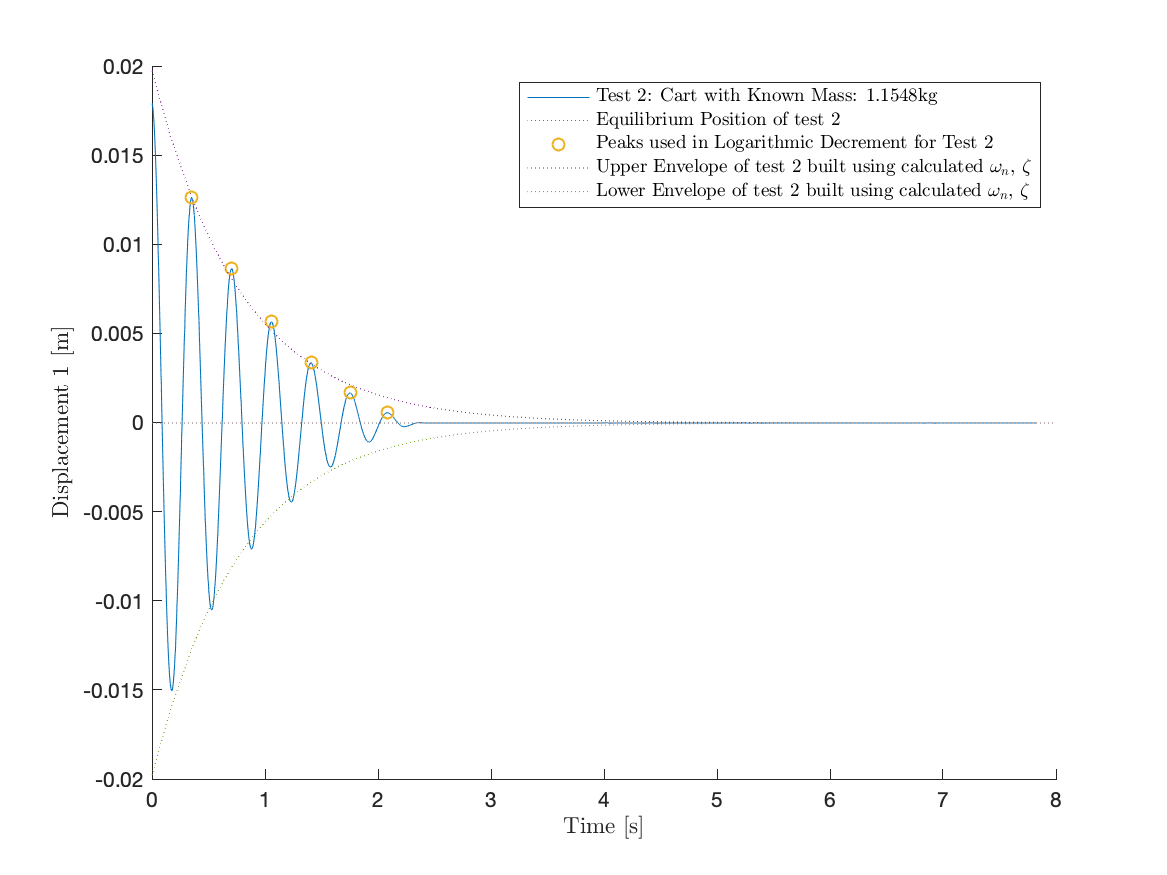 Test 2: Cart with Known Mass: 1.1548kg
Equilibrium Position of test 2
Peaks used in Logarithmic Decrement for Test 2
Upper Envelope of test 2 built using calculated ωn, ζ
Lower Envelope of test 2 built using calculated ωn, ζ
Displacement 1 [m]
0.02
0.015
0.01
0.005
0
-0.005
-0.01
-0.015
-0.02
0 1 2 3 4 5 6 7 8
Time [s]